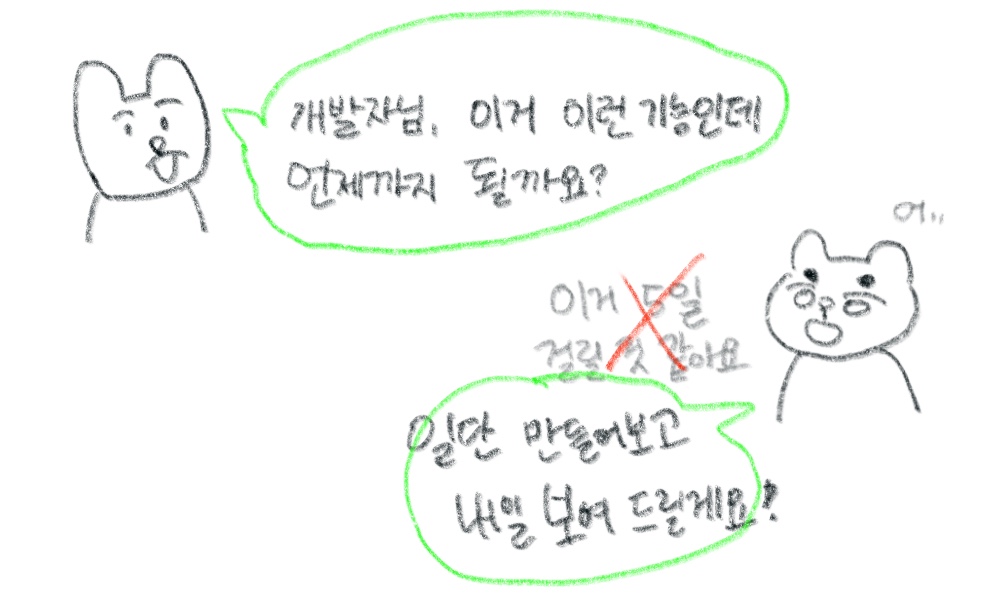 개발자님, 이거 이런 기능인데
언제까지 될까요?
어..
이거 5일
걸릴 것 같아요
일단 만들어보고
내일 보여 드릴게요?